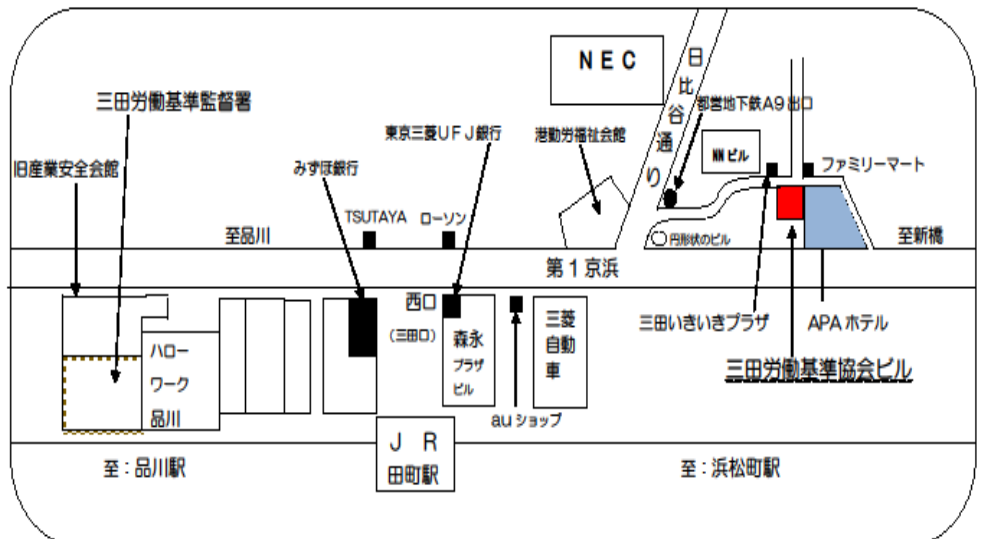 NEC
日比谷通り
三田労働基準監督署
都営地下鉄A9出口
東京三菱UFJ銀行
港勤労福祉会館
NNビル
旧産業安全会館
みずほ銀行
ファミリーマート
TSUTAYA
ローソン
至品川
円形状のビル
至新橋
第1京浜
西口
(三田口)
森永
プラザ
ビル
三菱
自動
車
三田いきいきプラザ
APAホテル
ハロー
ワーク
品川
三田労働基準協会ビル
auショップ
JR
田町駅
至:品川駅
至:浜松町駅